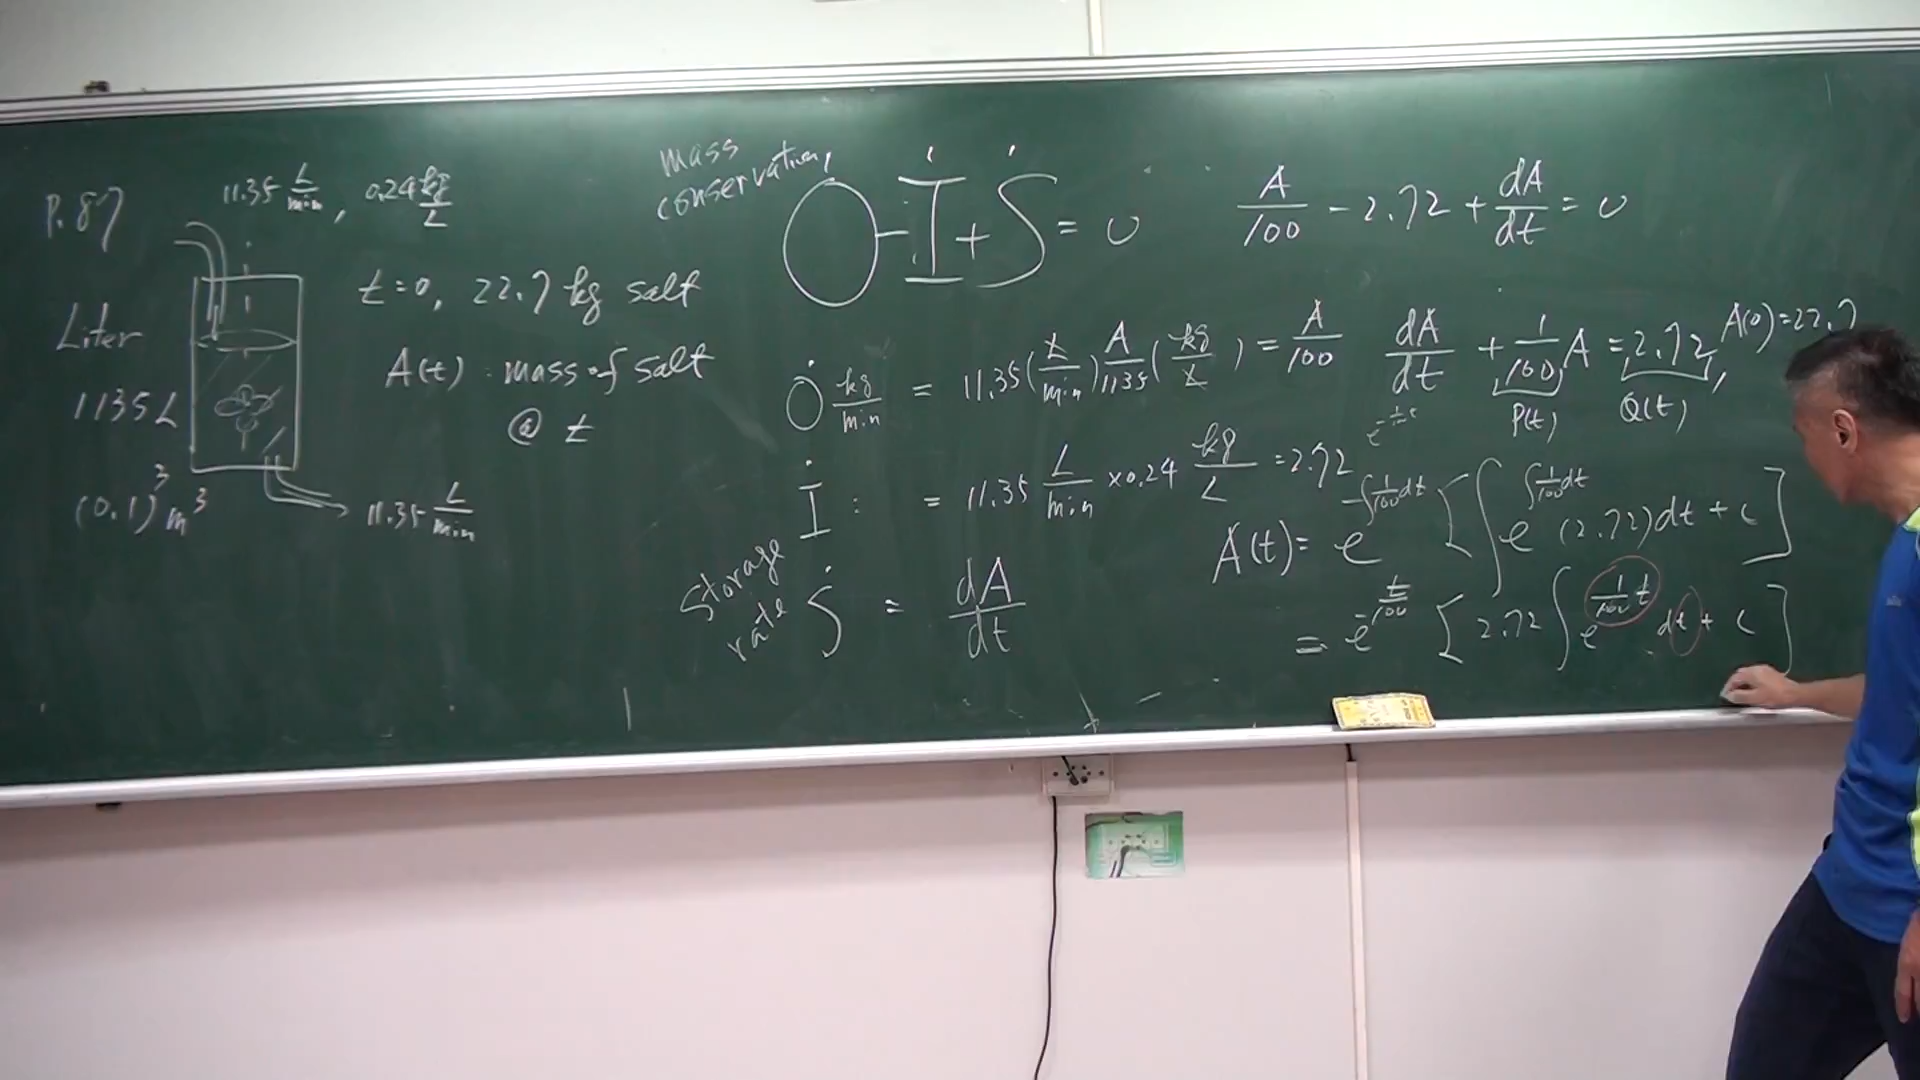 P.87
11.35 L/min, 0.24 kg/L
Liter
1135L
(0.1)³m³
11.35 L/min
t=0, 22.7 kg salt
A(t) : mass of salt
@ t
mass
conservation,
Ȯ - İ + Ṡ = 0
Ȯ kg/min = 11.35 (L/min) A/1135 (kg/L) = A/100
İ : = 11.35 L/min × 0.24 kg/L = 2.72
storage
rate Ṡ = dA/dt
A/100 - 2.72 + dA/dt = 0
dA/dt + 1/100 A = 2.72, A(0)=22.7
P(t) Q(t)
A(t) = e^(-∫1/100 dt) [∫ e^(∫1/100 dt) (2.72)dt + c]
= e^(-t/100) [2.72 ∫ e^(1/100 t) dt + c]